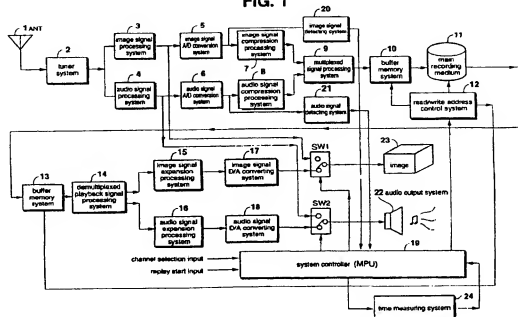 FIG. 1
1 ANT
2
tuner system
3
image signal processing system
4
audio signal processing system
5
image signal A/D conversion system
6
audio signal A/D conversion system
7
image signal compression processing system
8
audio signal compression processing system
20
image signal detecting system
9
multiplexed signal processing system
21
audio signal detecting system
10
buffer memory system
11
main recording medium
12
read/write address control system
13
buffer memory system
14
demultiplexed playback signal processing system
15
image signal expansion processing system
16
audio signal expansion processing system
17
image signal D/A converting system
18
audio signal D/A converting system
SW1
SW2
23
image
22 audio output system
19
system controller (MPU)
channel selection input
replay start input
24
time measuring system